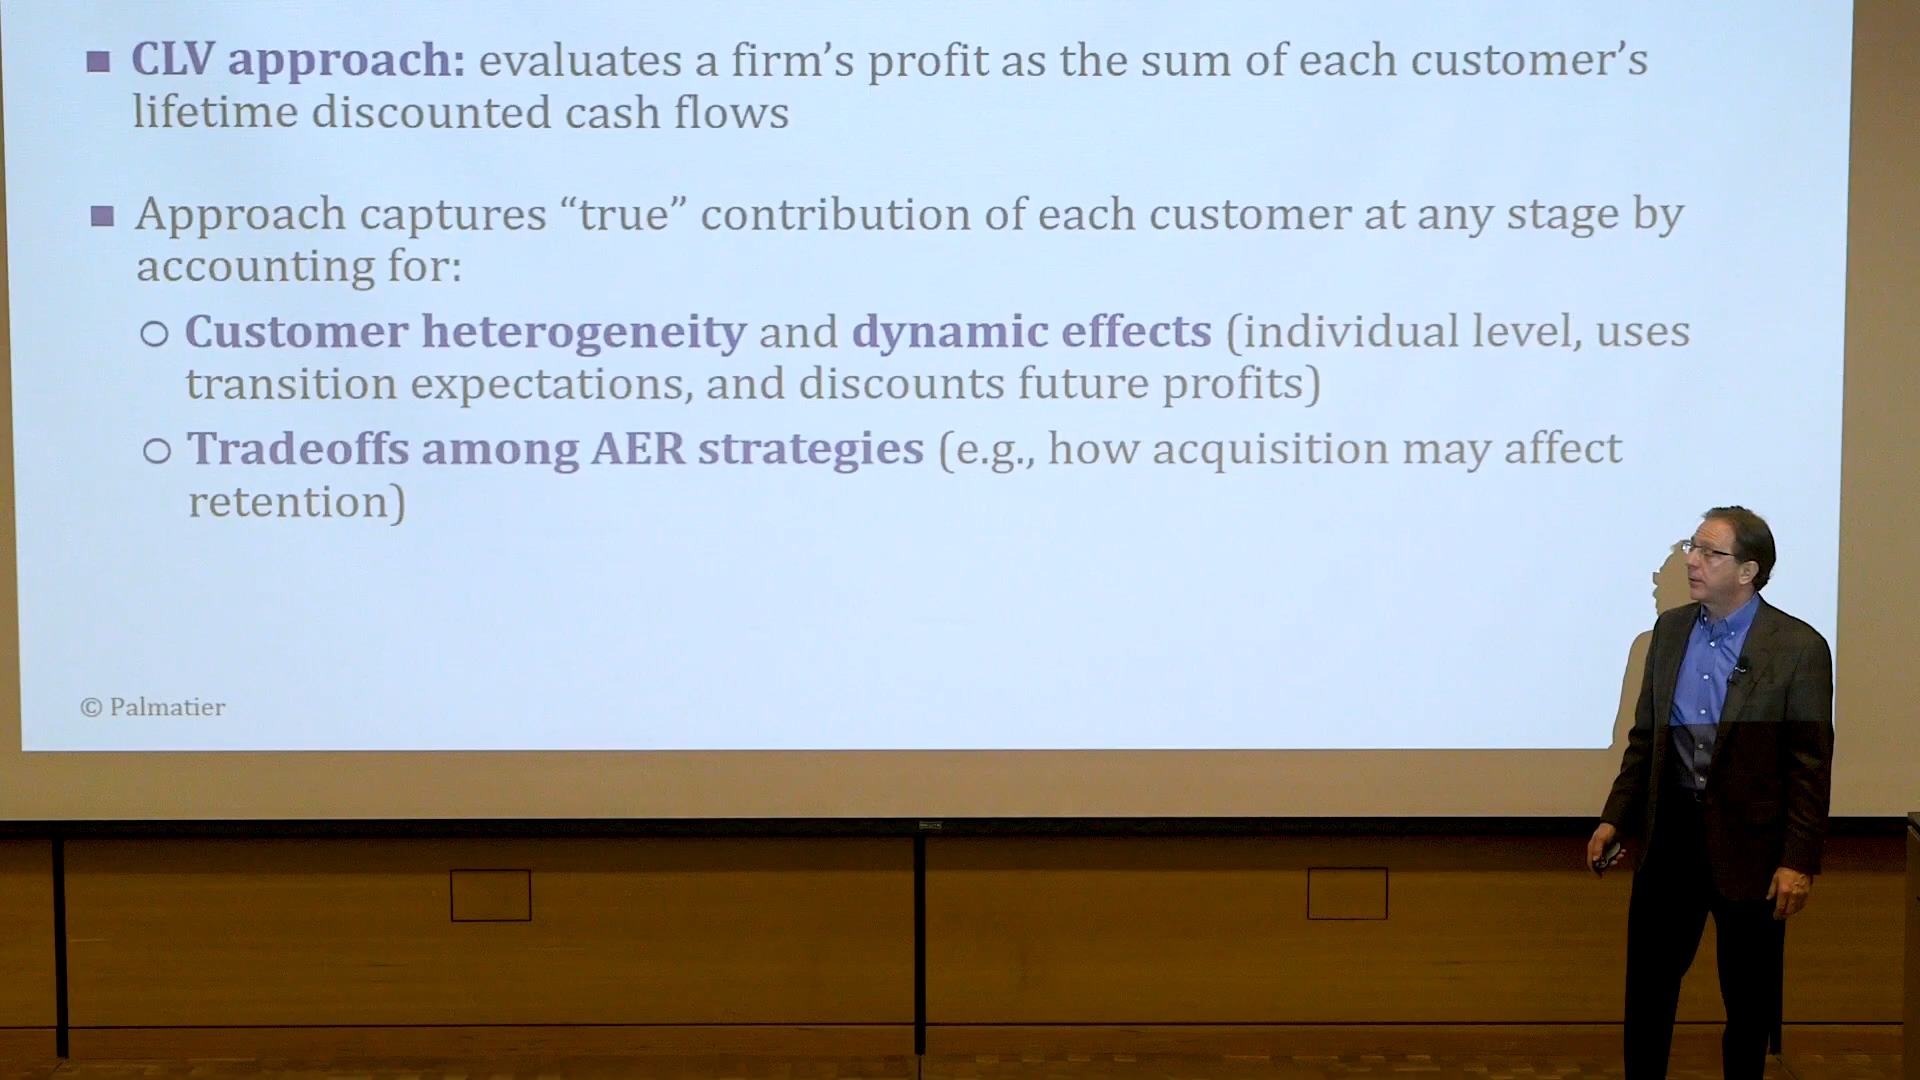 ■ CLV approach: evaluates a firm’s profit as the sum of each customer’s
lifetime discounted cash flows
■ Approach captures “true” contribution of each customer at any stage by
accounting for:
○ Customer heterogeneity and dynamic effects (individual level, uses
transition expectations, and discounts future profits)
○ Tradeoffs among AER strategies (e.g., how acquisition may affect
retention)
© Palmatier